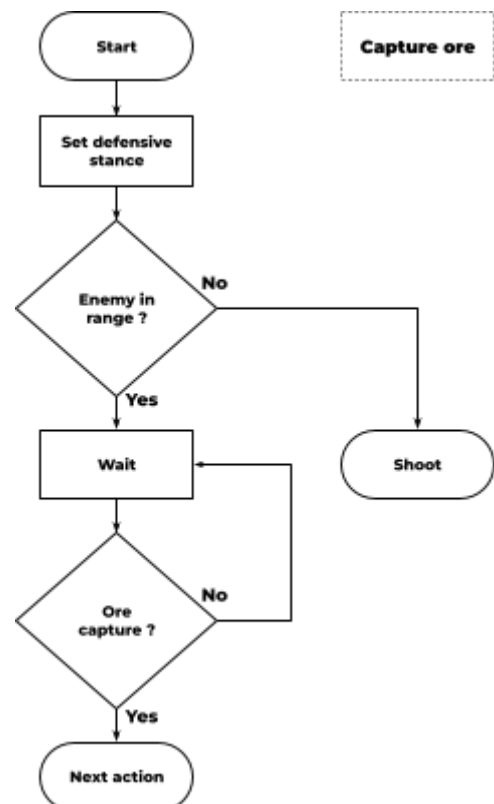 Start
Capture ore
Set defensive
stance
No
Enemy in
range ?
Yes
Wait
Shoot
No
Ore
capture ?
Yes
Next action